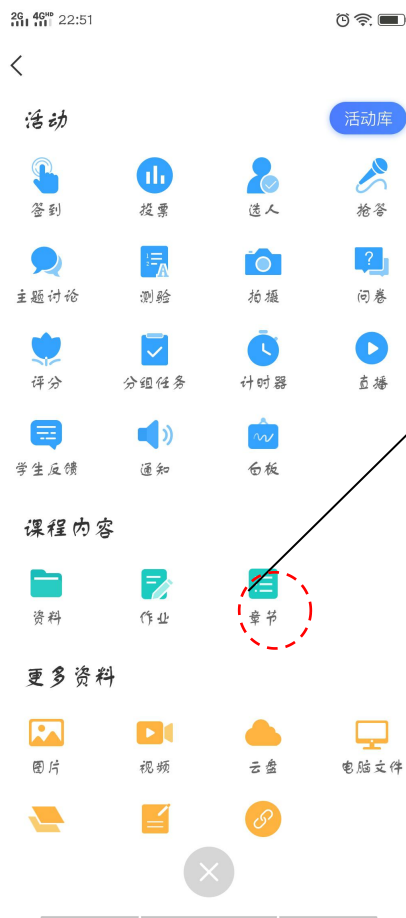 2G 4G HD 22:51
活动
活动库
签到 投票 选人 抢答
主题讨论 测验 拍摄 问卷
评分 分组任务 计时器 直播
学生反馈 通知 白板
课程内容
资料 作业 章节
更多资料
图片 视频 云盘 电脑文件